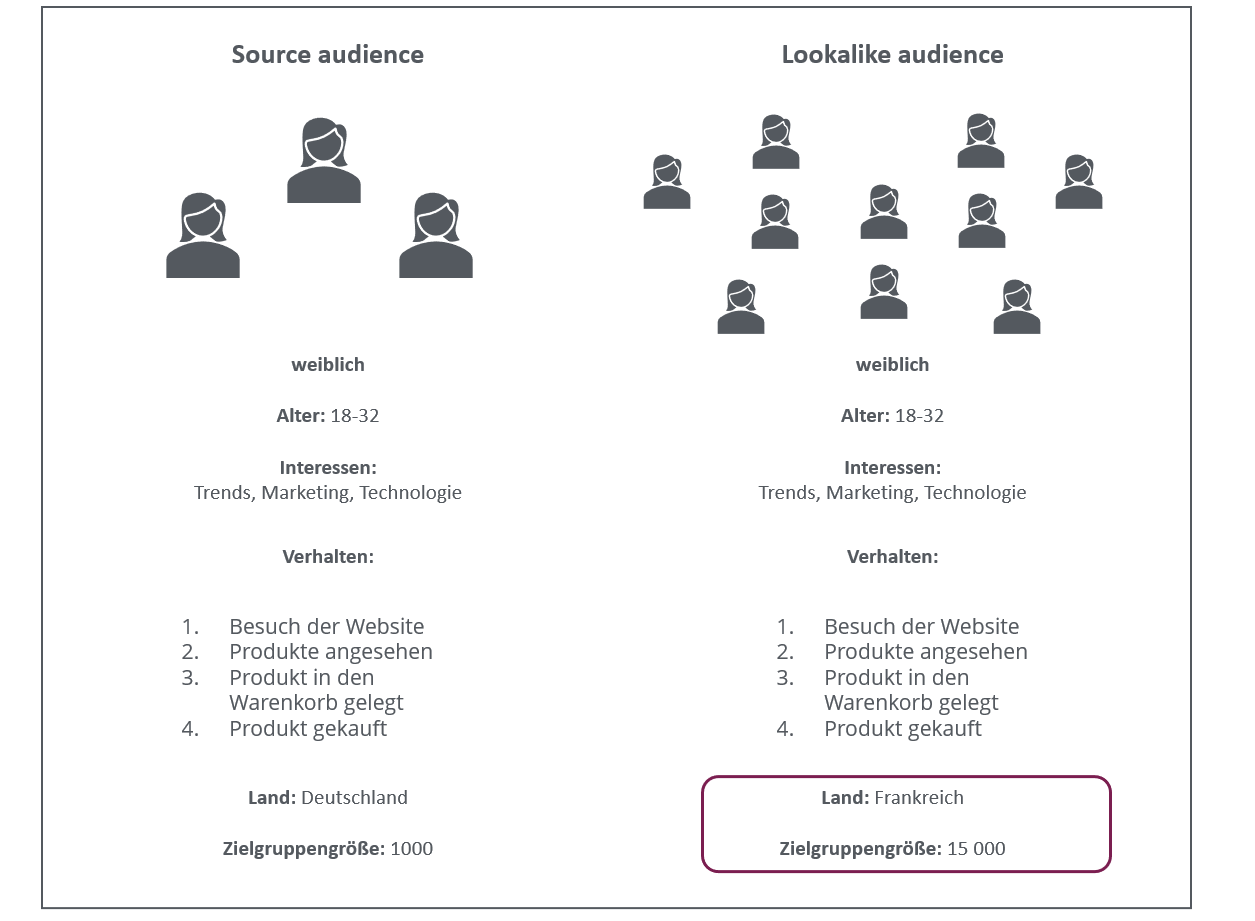 Source audience
weiblich
Alter: 18-32
Interessen:
Trends, Marketing, Technologie
Verhalten:
1. Besuch der Website
2. Produkte angesehen
3. Produkt in den
Warenkorb gelegt
4. Produkt gekauft
Land: Deutschland
Zielgruppengröße: 1000
Lookalike audience
weiblich
Alter: 18-32
Interessen:
Trends, Marketing, Technologie
Verhalten:
1. Besuch der Website
2. Produkte angesehen
3. Produkt in den
Warenkorb gelegt
4. Produkt gekauft
Land: Frankreich
Zielgruppengröße: 15 000